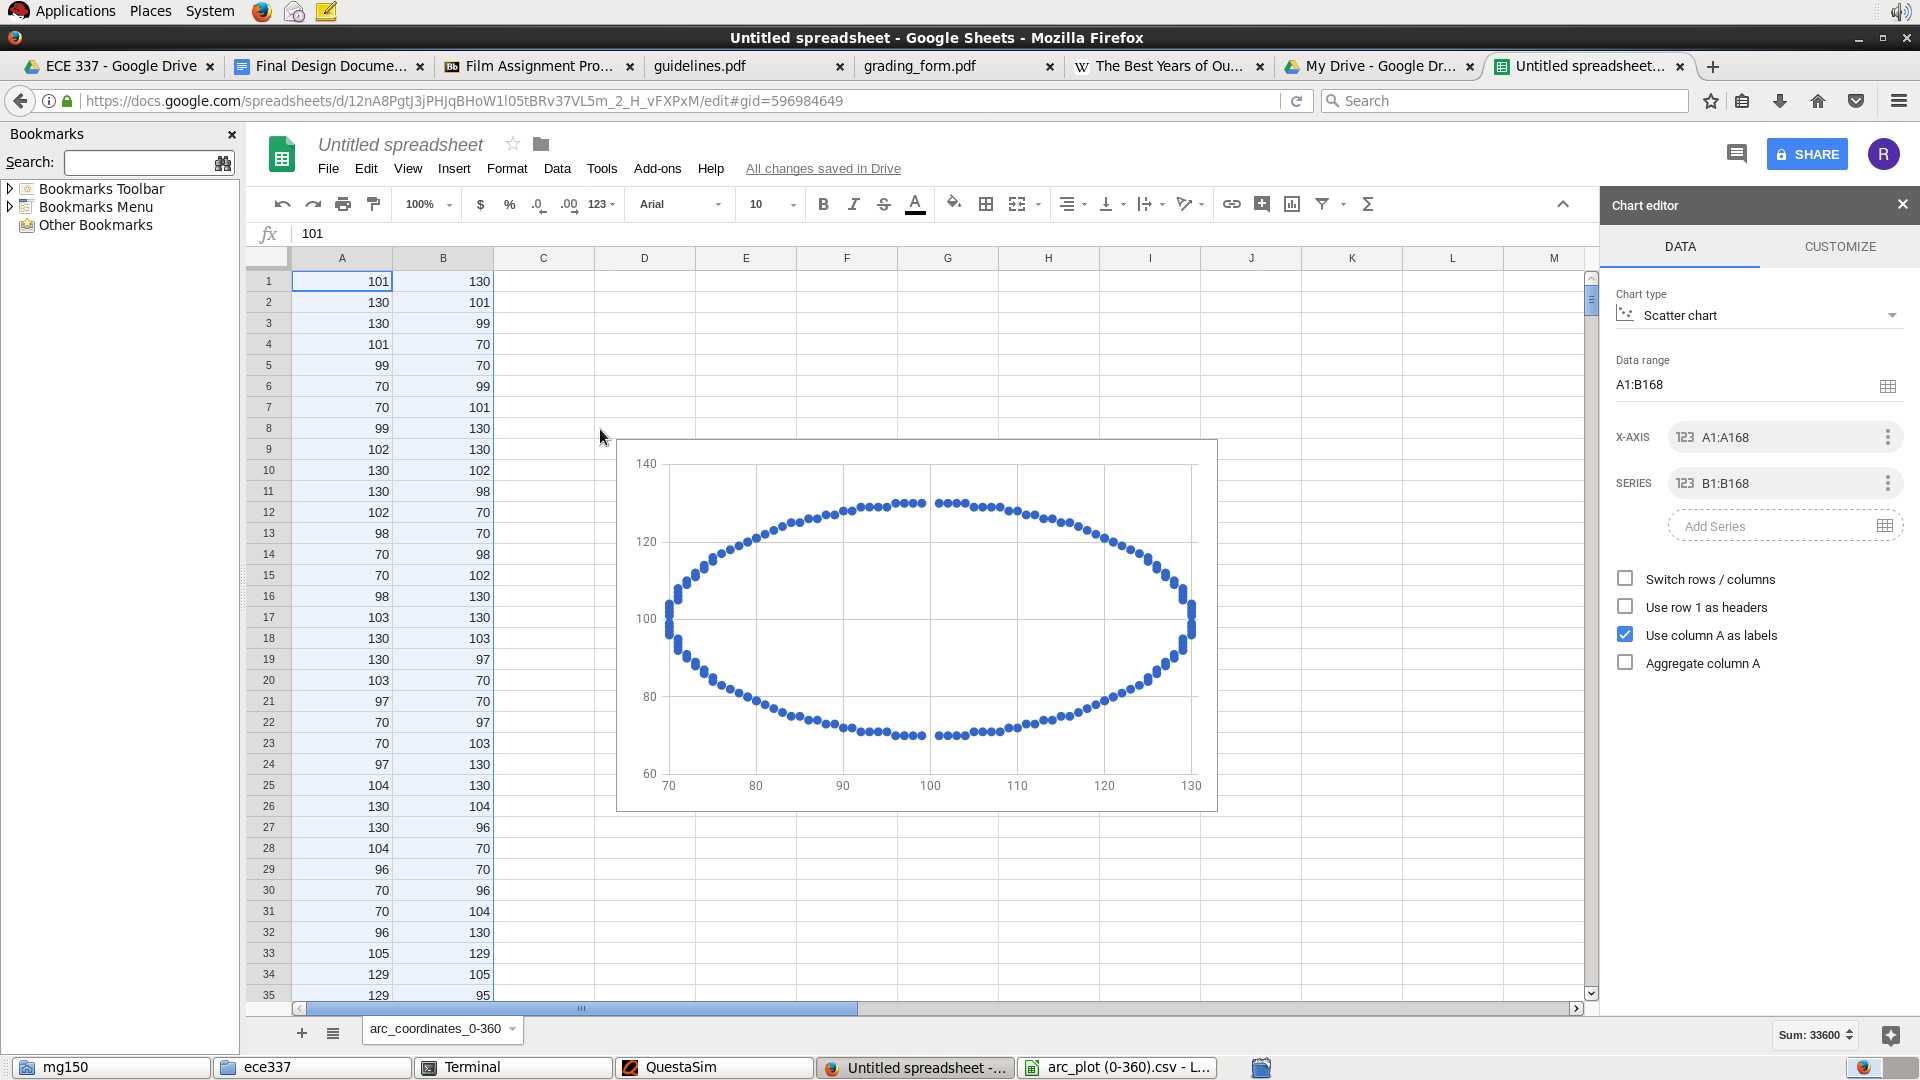 Applications Places System
Untitled spreadsheet - Google Sheets - Mozilla Firefox
ECE 337 - Google Drive
Final Design Docume...
Bb Film Assignment Pro...
guidelines.pdf
grading_form.pdf
W The Best Years of Ou...
My Drive - Google Dr...
Untitled spreadsheet...
https://docs.google.com/spreadsheets/d/12nA8PgtJ3jPHJqBHoW1l05tBRv37VL5m_2_H_vFXPxM/edit#gid=596984649
Search
Bookmarks
Search:
Bookmarks Toolbar
Bookmarks Menu
Other Bookmarks
Untitled spreadsheet
File Edit View Insert Format Data Tools Add-ons Help All changes saved in Drive
SHARE
R
100% $ % .0 .00 123 Arial 10 B I S A Σ
fx 101
A B C D E F G H I J K L M
1 101 130
2 130 101
3 130 99
4 101 70
5 99 70
6 70 99
7 70 101
8 99 130
9 102 130
10 130 102
11 130 98
12 102 70
13 98 70
14 70 98
15 70 102
16 98 130
17 103 130
18 130 103
19 130 97
20 103 70
21 97 70
22 70 97
23 70 103
24 97 130
25 104 130
26 130 104
27 130 96
28 104 70
29 96 70
30 70 96
31 70 104
32 96 130
33 105 129
34 129 105
35 129 95
140
120
100
80
60
70 80 90 100 110 120 130
Chart editor
DATA CUSTOMIZE
Chart type
Scatter chart
Data range
A1:B168
X-AXIS 123 A1:A168
SERIES 123 B1:B168
Add Series
Switch rows / columns
Use row 1 as headers
Use column A as labels
Aggregate column A
arc_coordinates_0-360
Sum: 33600
mg150
ece337
Terminal
QuestaSim
Untitled spreadsheet -...
arc_plot (0-360).csv - L...